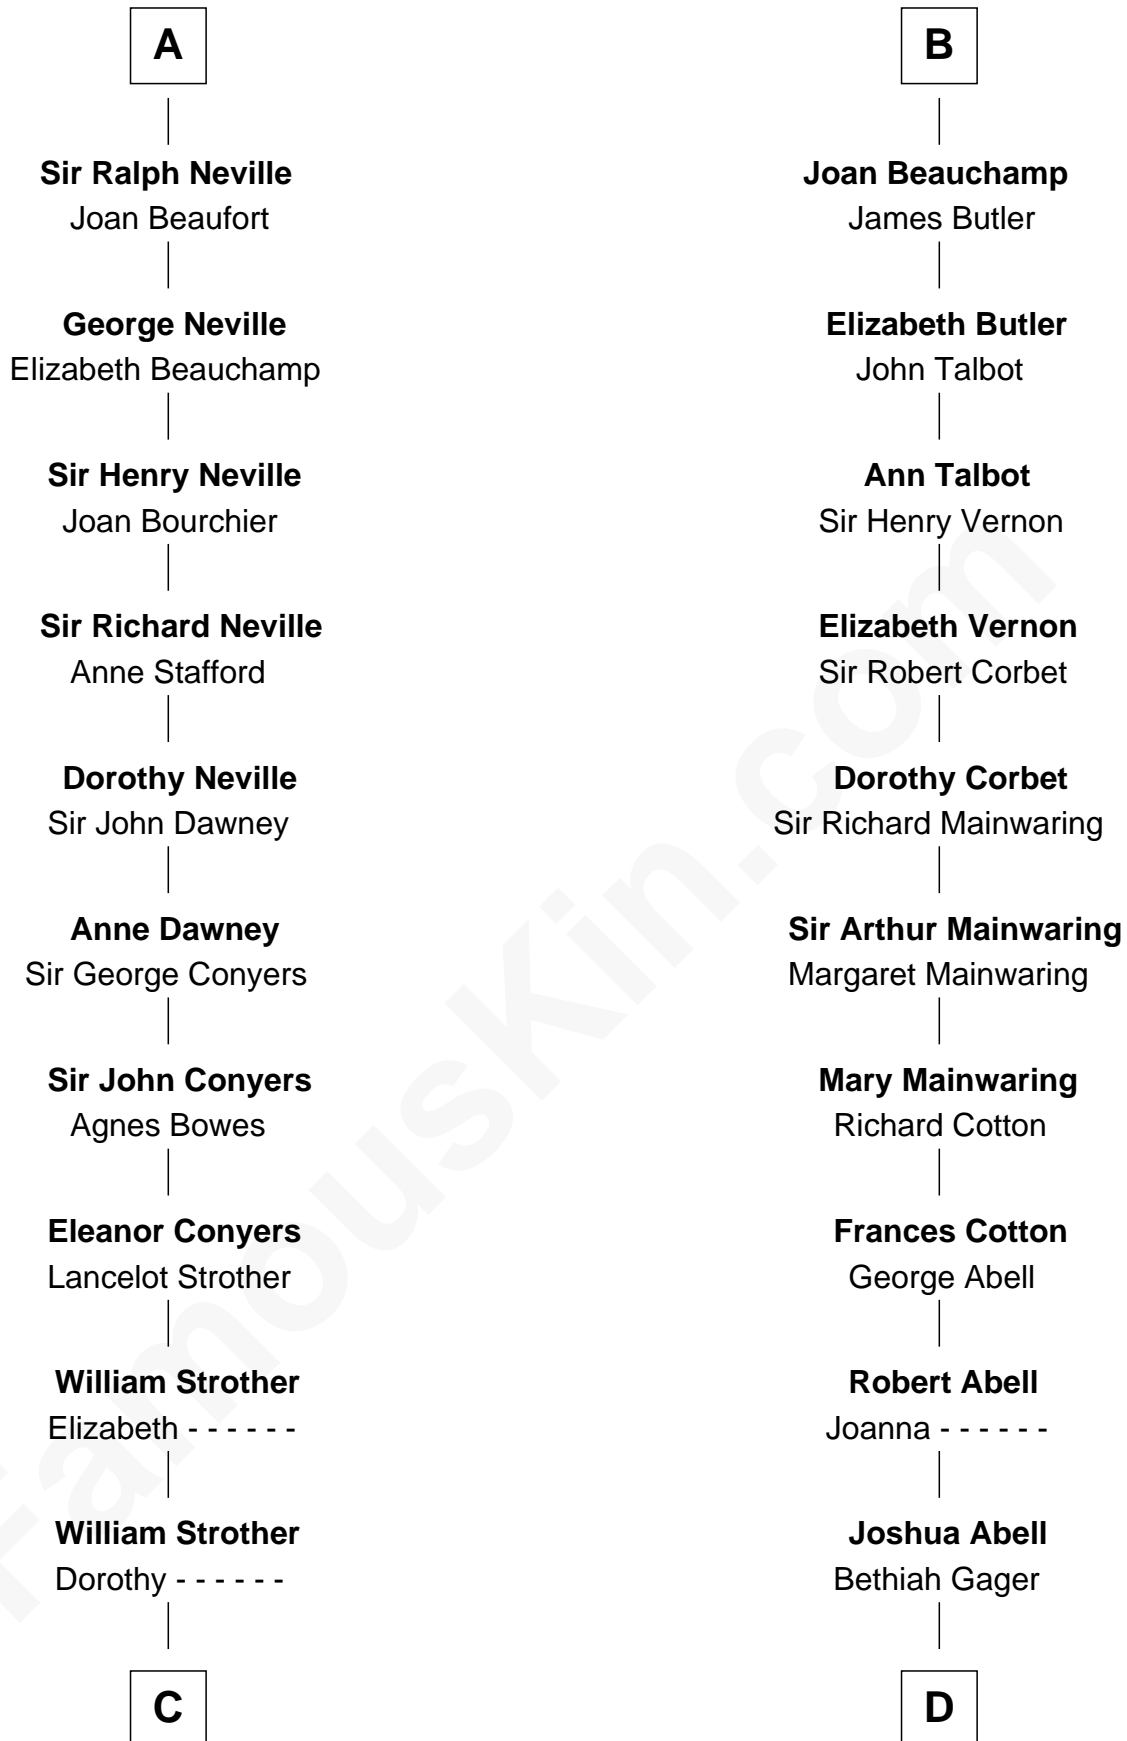 A
Sir Ralph Neville
Joan Beaufort
George Neville
Elizabeth Beauchamp
Sir Henry Neville
Joan Bourchier
Sir Richard Neville
Anne Stafford
Dorothy Neville
Sir John Dawney
Anne Dawney
Sir George Conyers
Sir John Conyers
Agnes Bowes
Eleanor Conyers
Lancelot Strother
William Strother
Elizabeth - - - - - -
William Strother
Dorothy - - - - - -
C
B
Joan Beauchamp
James Butler
Elizabeth Butler
John Talbot
Ann Talbot
Sir Henry Vernon
Elizabeth Vernon
Sir Robert Corbet
Dorothy Corbet
Sir Richard Mainwaring
Sir Arthur Mainwaring
Margaret Mainwaring
Mary Mainwaring
Richard Cotton
Frances Cotton
George Abell
Robert Abell
Joanna - - - - - -
Joshua Abell
Bethiah Gager
D
FamousKin.com